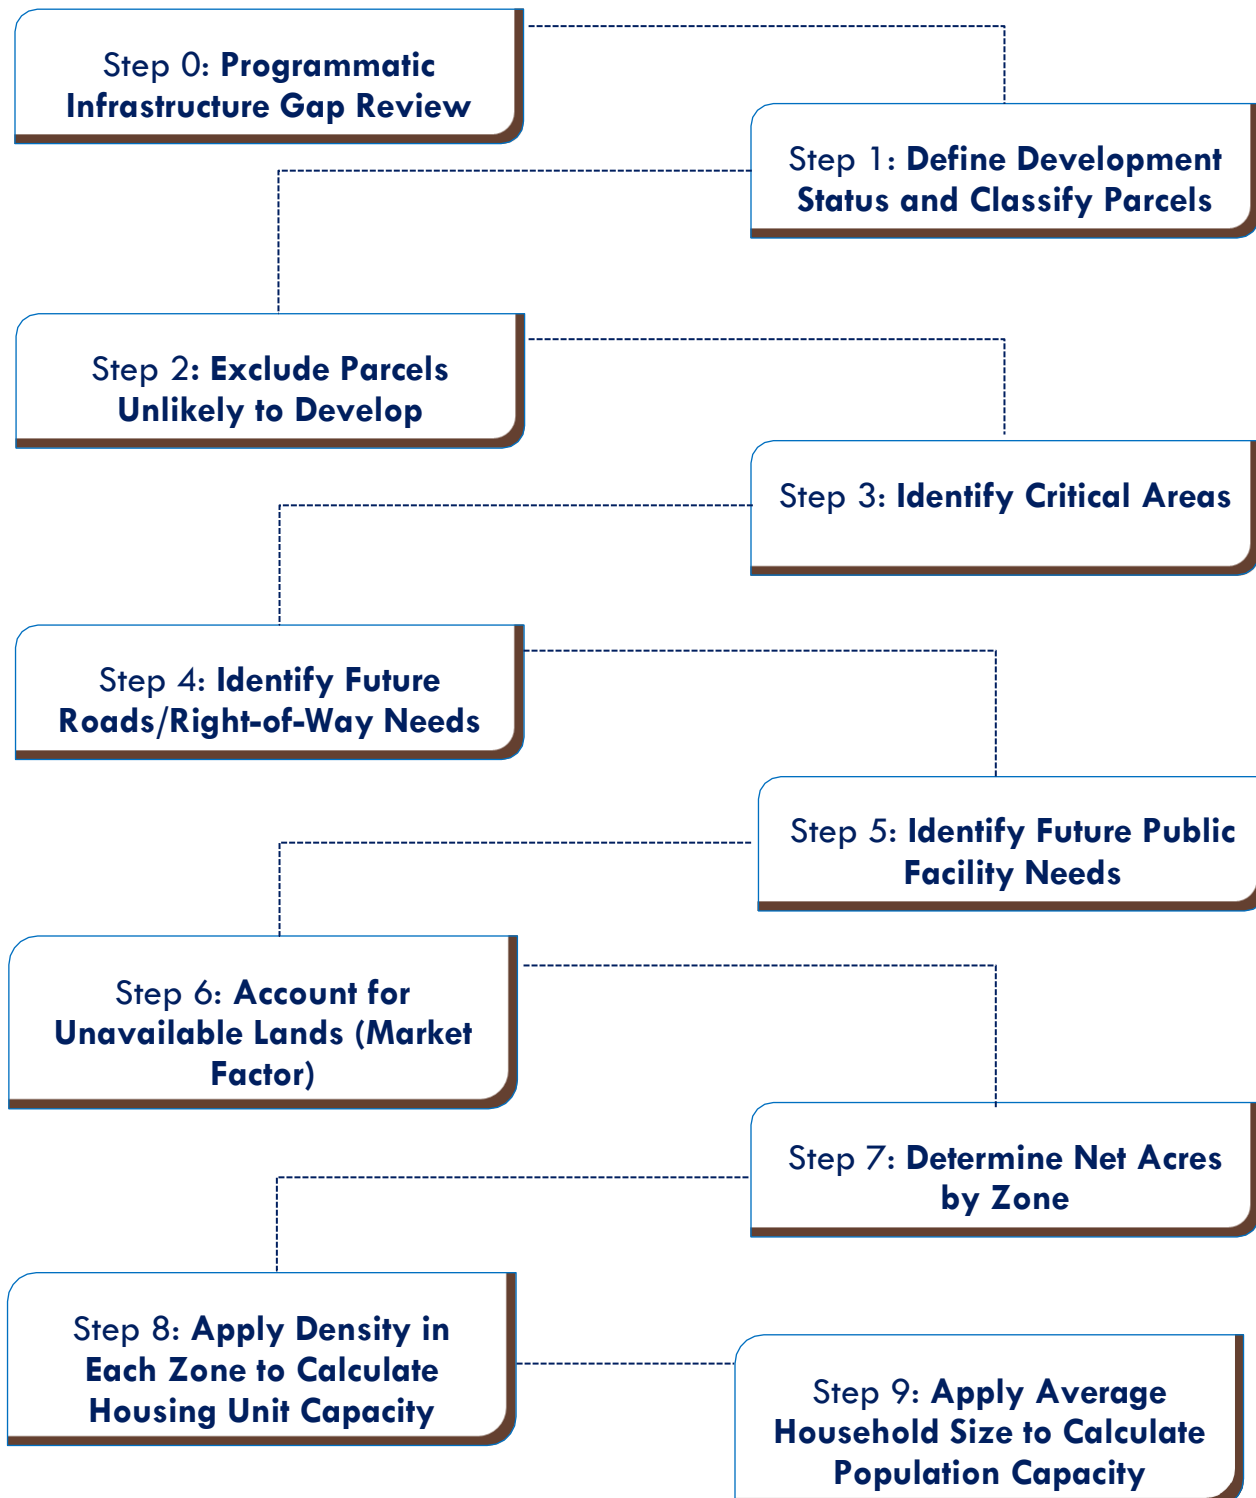 Step 0: Programmatic
Infrastructure Gap Review
Step 1: Define Development
Status and Classify Parcels
Step 2: Exclude Parcels
Unlikely to Develop
Step 3: Identify Critical Areas
Step 4: Identify Future
Roads/Right-of-Way Needs
Step 5: Identify Future Public
Facility Needs
Step 6: Account for
Unavailable Lands (Market
Factor)
Step 7: Determine Net Acres
by Zone
Step 8: Apply Density in
Each Zone to Calculate
Housing Unit Capacity
Step 9: Apply Average
Household Size to Calculate
Population Capacity